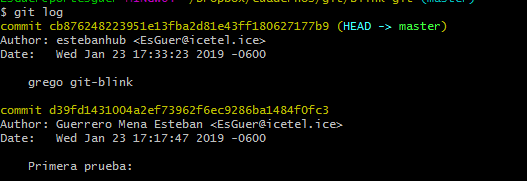 $ git log
commit cb876248223951e13fba2d81e43ff180627177b9 (HEAD -> master)
Author: estebanhub <EsGuer@icetel.ice>
Date:   Wed Jan 23 17:33:23 2019 -0600
grego git-blink
commit d39fd1431004a2ef73962f6ec9286ba1484f0fc3
Author: Guerrero Mena Esteban <EsGuer@icetel.ice>
Date:   Wed Jan 23 17:17:47 2019 -0600
Primera prueba: